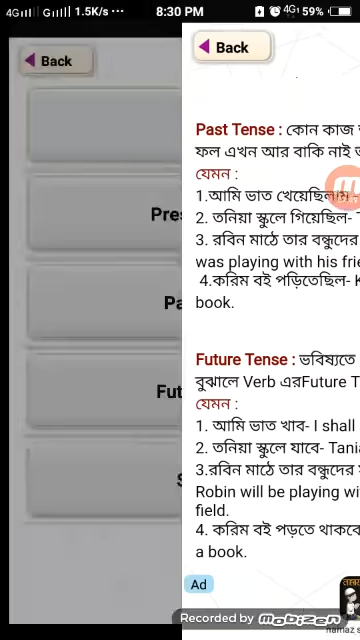 4G G 1.5K/s ··· 8:30 PM 4G 59%
Back
Back
Past Tense : কোন কাজ
ফল এখন আর বাকি নাই
যেমন :
1.আমি ভাত খেয়েছিলাম -
Pres
2. তনিয়া স্কুলে গিয়েছিল-
3. রবিন মাঠে তার বন্ধুদের
was playing with his frie
4.করিম বই পড়িতেছিল- K
Pa
book.
Future Tense : ভবিষ্যতে
বুঝালে Verb এরFuture T
Fut
যেমন :
1. আমি ভাত খাব- I shall
2. তনিয়া স্কুলে যাবে- Tani
3.রবিন মাঠে তার বন্ধুদের
S
Robin will be playing wi
field.
4. করিম বই পড়তে থাকবে
a book.
Ad
Recorded by Mobizen
namaz s